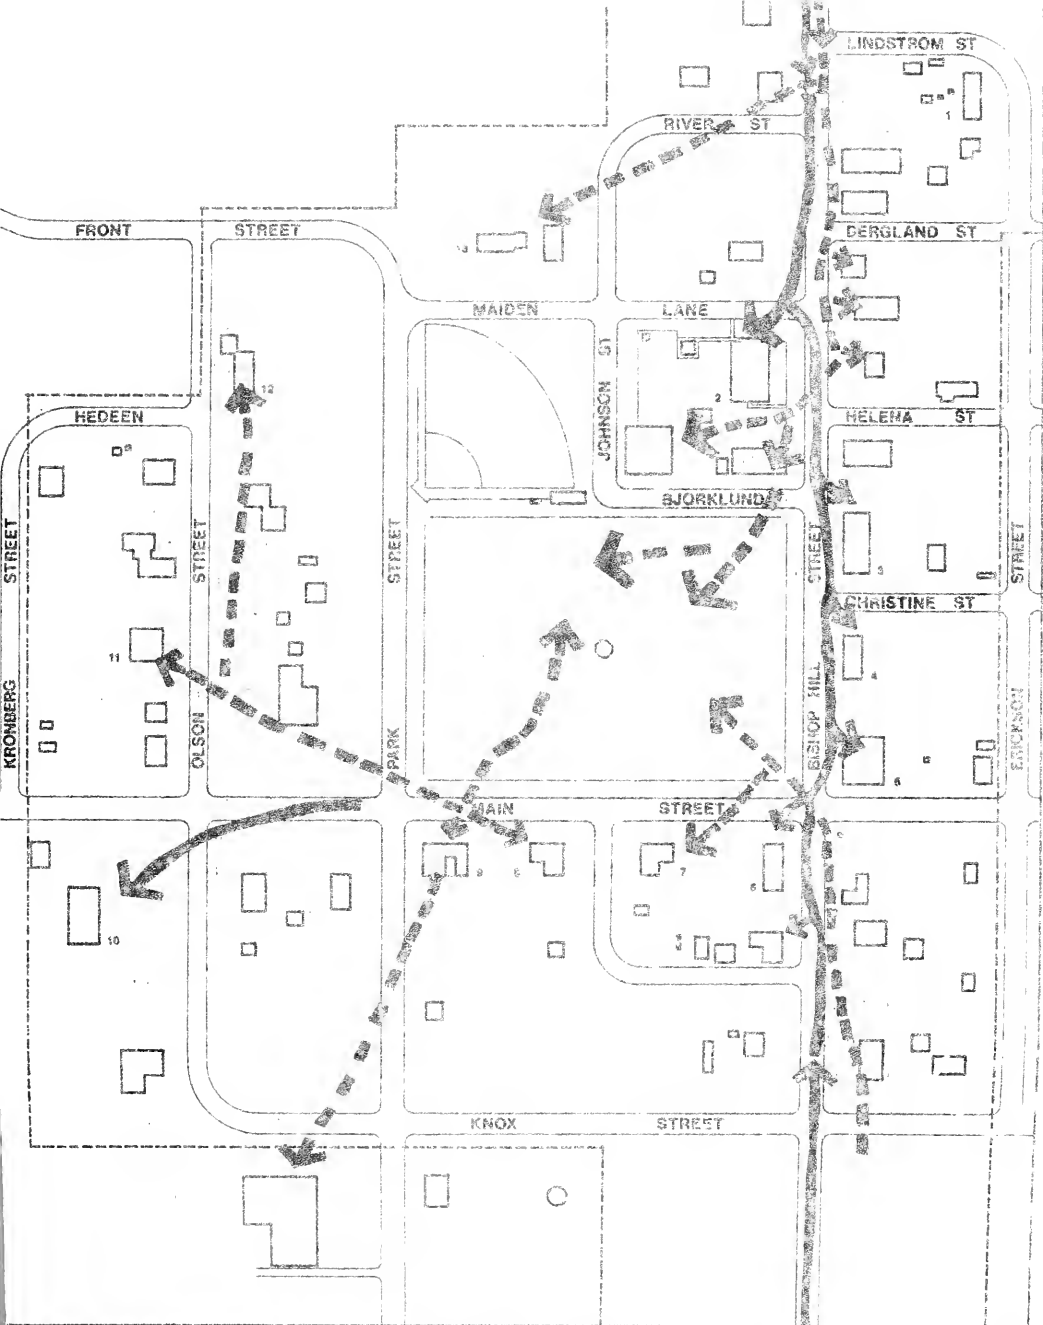 LINDSTROM ST
RIVER ST
1
FRONT STREET
DERGLAND ST
13
MAIDEN LANE
JOHNSON ST
2
12
HEDEEN
HELENA ST
BJORKLUND
STREET
STREET
STREET
STREET
STREET
3
CHRISTINE ST
11
4
KRONBERG
OLSON
PARK
BISHOP HILL
ERICKSON
5
MAIN STREET
9
8
7
6
10
KNOX STREET